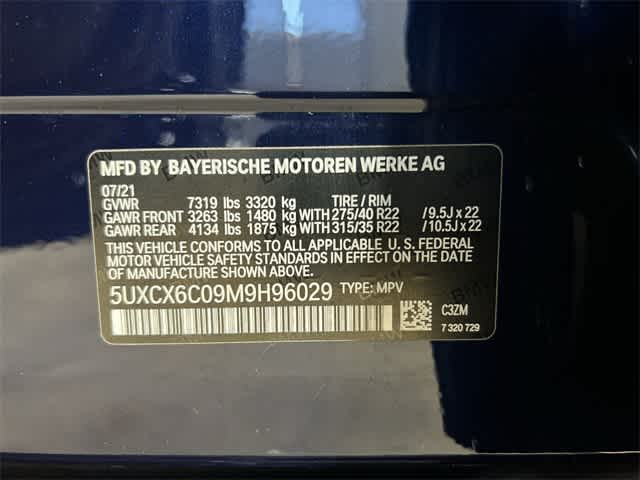 MFD BY BAYERISCHE MOTOREN WERKE AG
07/21
GVWR 7319 lbs 3320 kg TIRE / RIM
GAWR FRONT 3263 lbs 1480 kg WITH 275/40 R22 / 9.5J x 22
GAWR REAR 4134 lbs 1875 kg WITH 315/35 R22 / 10.5J x 22
THIS VEHICLE CONFORMS TO ALL APPLICABLE U. S. FEDERAL
MOTOR VEHICLE SAFETY STANDARDS IN EFFECT ON THE
DATE OF MANUFACTURE SHOWN ABOVE.
5UXCX6C09M9H96029 TYPE: MPV
C3ZM
7 320 729